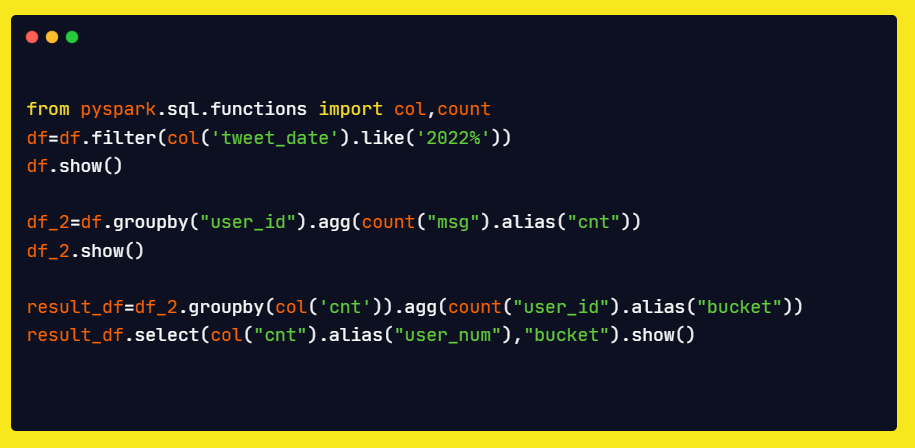 from pyspark.sql.functions import col,count
df=df.filter(col('tweet_date').like('2022%'))
df.show()
df_2=df.groupby("user_id").agg(count("msg").alias("cnt"))
df_2.show()
result_df=df_2.groupby(col('cnt')).agg(count("user_id").alias("bucket"))
result_df.select(col("cnt").alias("user_num"),"bucket").show()